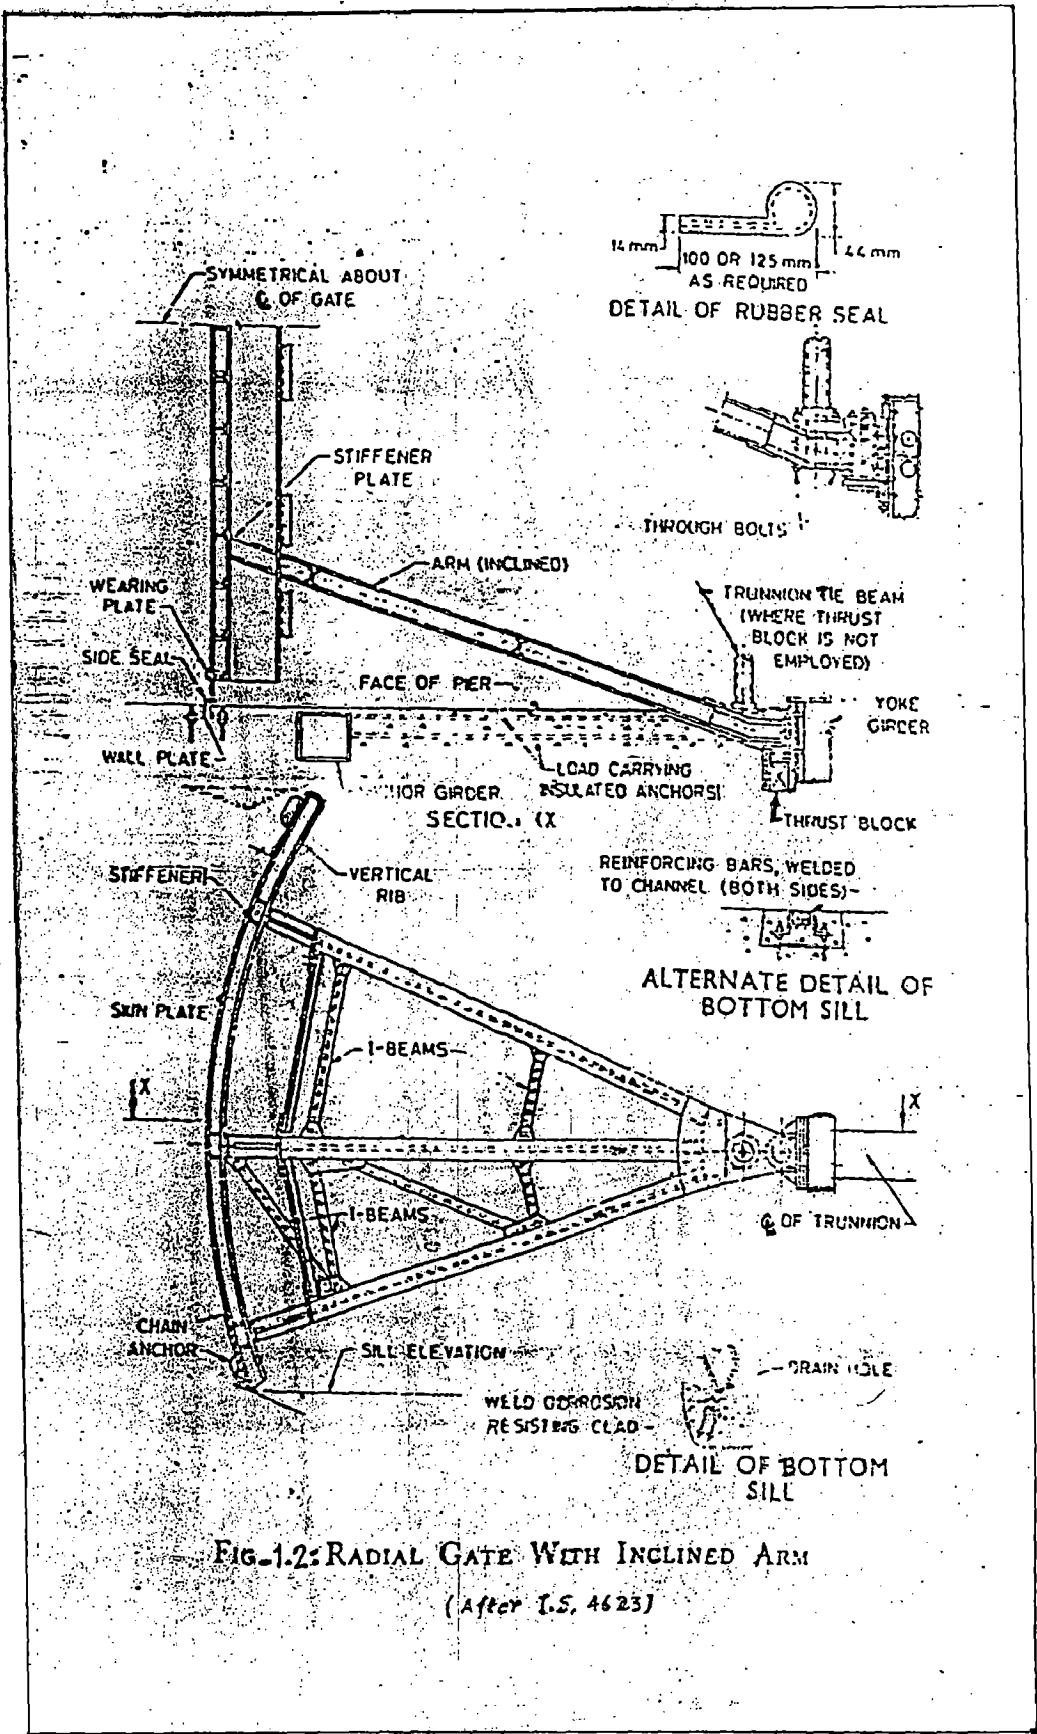 14 mm
44 mm
100 OR 125 mm
AS REQUIRED
DETAIL OF RUBBER SEAL
SYMMETRICAL ABOUT
℄ OF GATE
STIFFENER
PLATE
THROUGH BOLTS
ARM (INCLINED)
WEARING
PLATE
TRUNNION TIE BEAM
(WHERE THRUST
BLOCK IS NOT
EMPLOYED)
SIDE SEAL
FACE OF PIER
YOKE
GIRDER
WALL PLATE
LOAD CARRYING
INSULATED ANCHORS
GIRDER
SECTION
THRUST BLOCK
REINFORCING BARS, WELDED
TO CHANNEL (BOTH SIDES)
STIFFENER
VERTICAL
RIB
ALTERNATE DETAIL OF
BOTTOM SILL
SKIN PLATE
I-BEAMS
X
X
I-BEAMS
℄ OF TRUNNION
CHAIN
ANCHOR
SILL ELEVATION
DRAIN HOLE
WELD CORROSION
RESISTING CLAD
DETAIL OF BOTTOM
SILL
FIG-1.2: RADIAL GATE WITH INCLINED ARM
(After I.S. 4623)